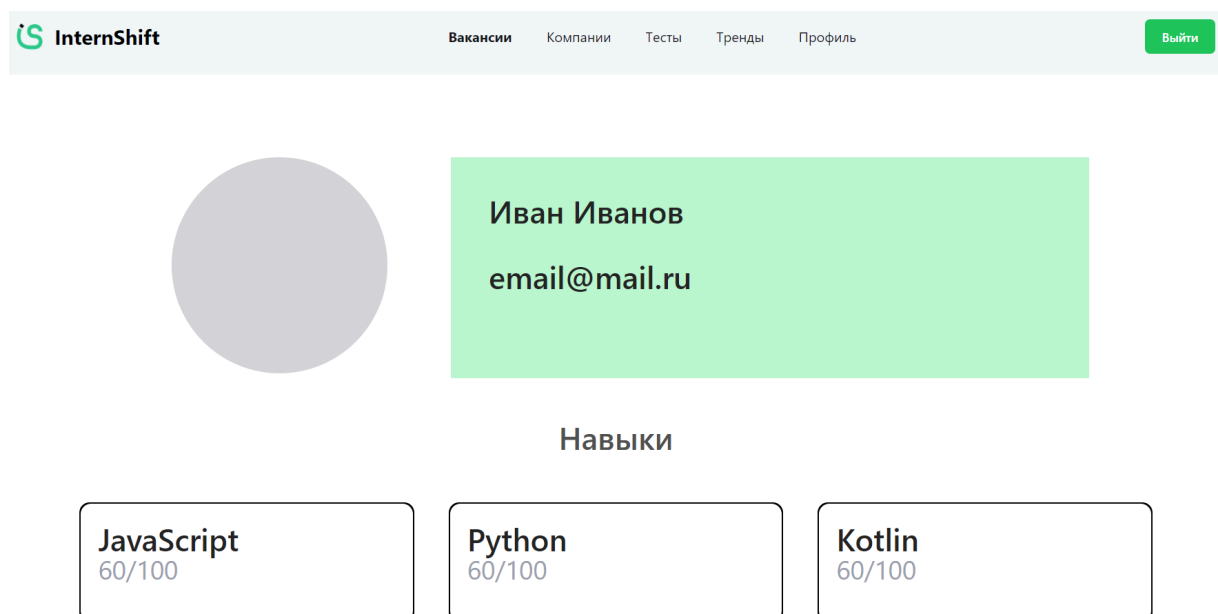 InternShift
Вакансии Компании Тесты Тренды Профиль
Выйти
Иван Иванов
email@mail.ru
Навыки
JavaScript
60/100
Python
60/100
Kotlin
60/100